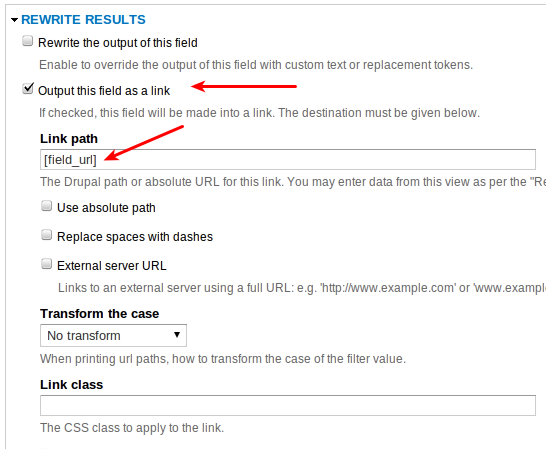 REWRITE RESULTS
Rewrite the output of this field
Enable to override the output of this field with custom text or replacement tokens.
Output this field as a link
If checked, this field will be made into a link. The destination must be given below.
Link path
[field_url]
The Drupal path or absolute URL for this link. You may enter data from this view as per the "Re
Use absolute path
Replace spaces with dashes
External server URL
Links to an external server using a full URL: e.g. 'http://www.example.com' or 'www.examp
Transform the case
No transform
When printing url paths, how to transform the case of the filter value.
Link class
The CSS class to apply to the link.